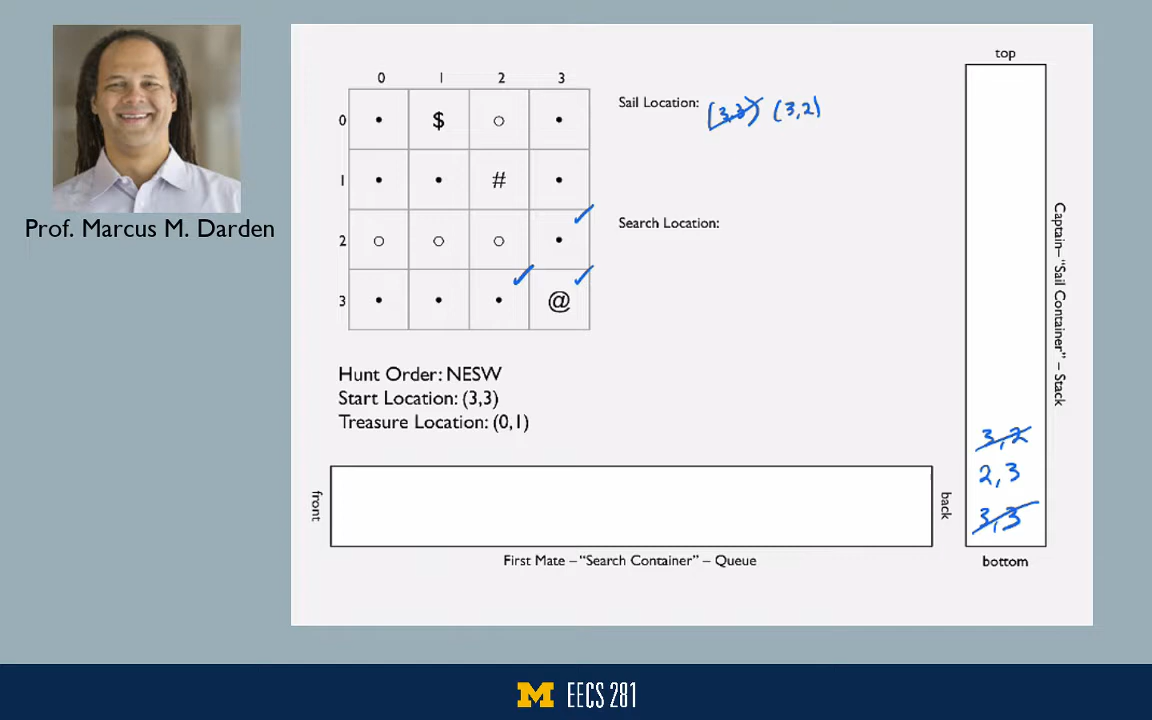 Prof. Marcus M. Darden
0 1 2 3
0 • $ ○ •
1 • • # •
2 ○ ○ ○ •
3 • • • @
Sail Location: (3,3) (3,2)
Search Location:
Hunt Order: NESW
Start Location: (3,3)
Treasure Location: (0,1)
front
back
First Mate – "Search Container" – Queue
top
3,2
2,3
3,3
bottom
Captain– "Sail Container" – Stack
M EECS 281